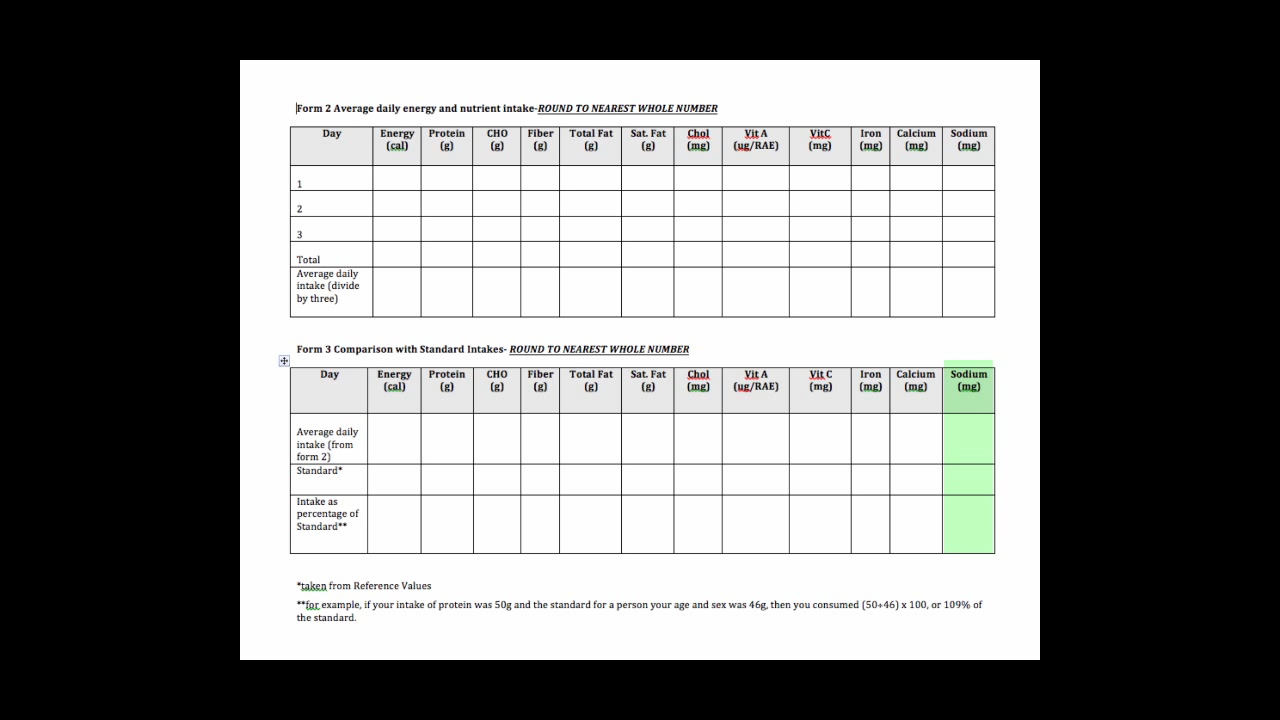 Form 2 Average daily energy and nutrient intake-ROUND TO NEAREST WHOLE NUMBER
Day Energy Protein CHO Fiber Total Fat Sat. Fat Chol Vit A VitC Iron Calcium Sodium
(cal) (g) (g) (g) (g) (g) (mg) (ug/RAE) (mg) (mg) (mg) (mg)
1
2
3
Total
Average daily
intake (divide
by three)
Form 3 Comparison with Standard Intakes- ROUND TO NEAREST WHOLE NUMBER
Day Energy Protein CHO Fiber Total Fat Sat. Fat Chol Vit A Vit C Iron Calcium Sodium
(cal) (g) (g) (g) (g) (g) (mg) (ug/RAE) (mg) (mg) (mg) (mg)
Average daily
intake (from
form 2)
Standard*
Intake as
percentage of
Standard**
*taken from Reference Values
**for example, if your intake of protein was 50g and the standard for a person your age and sex was 46g, then you consumed (50÷46) x 100, or 109% of
the standard.